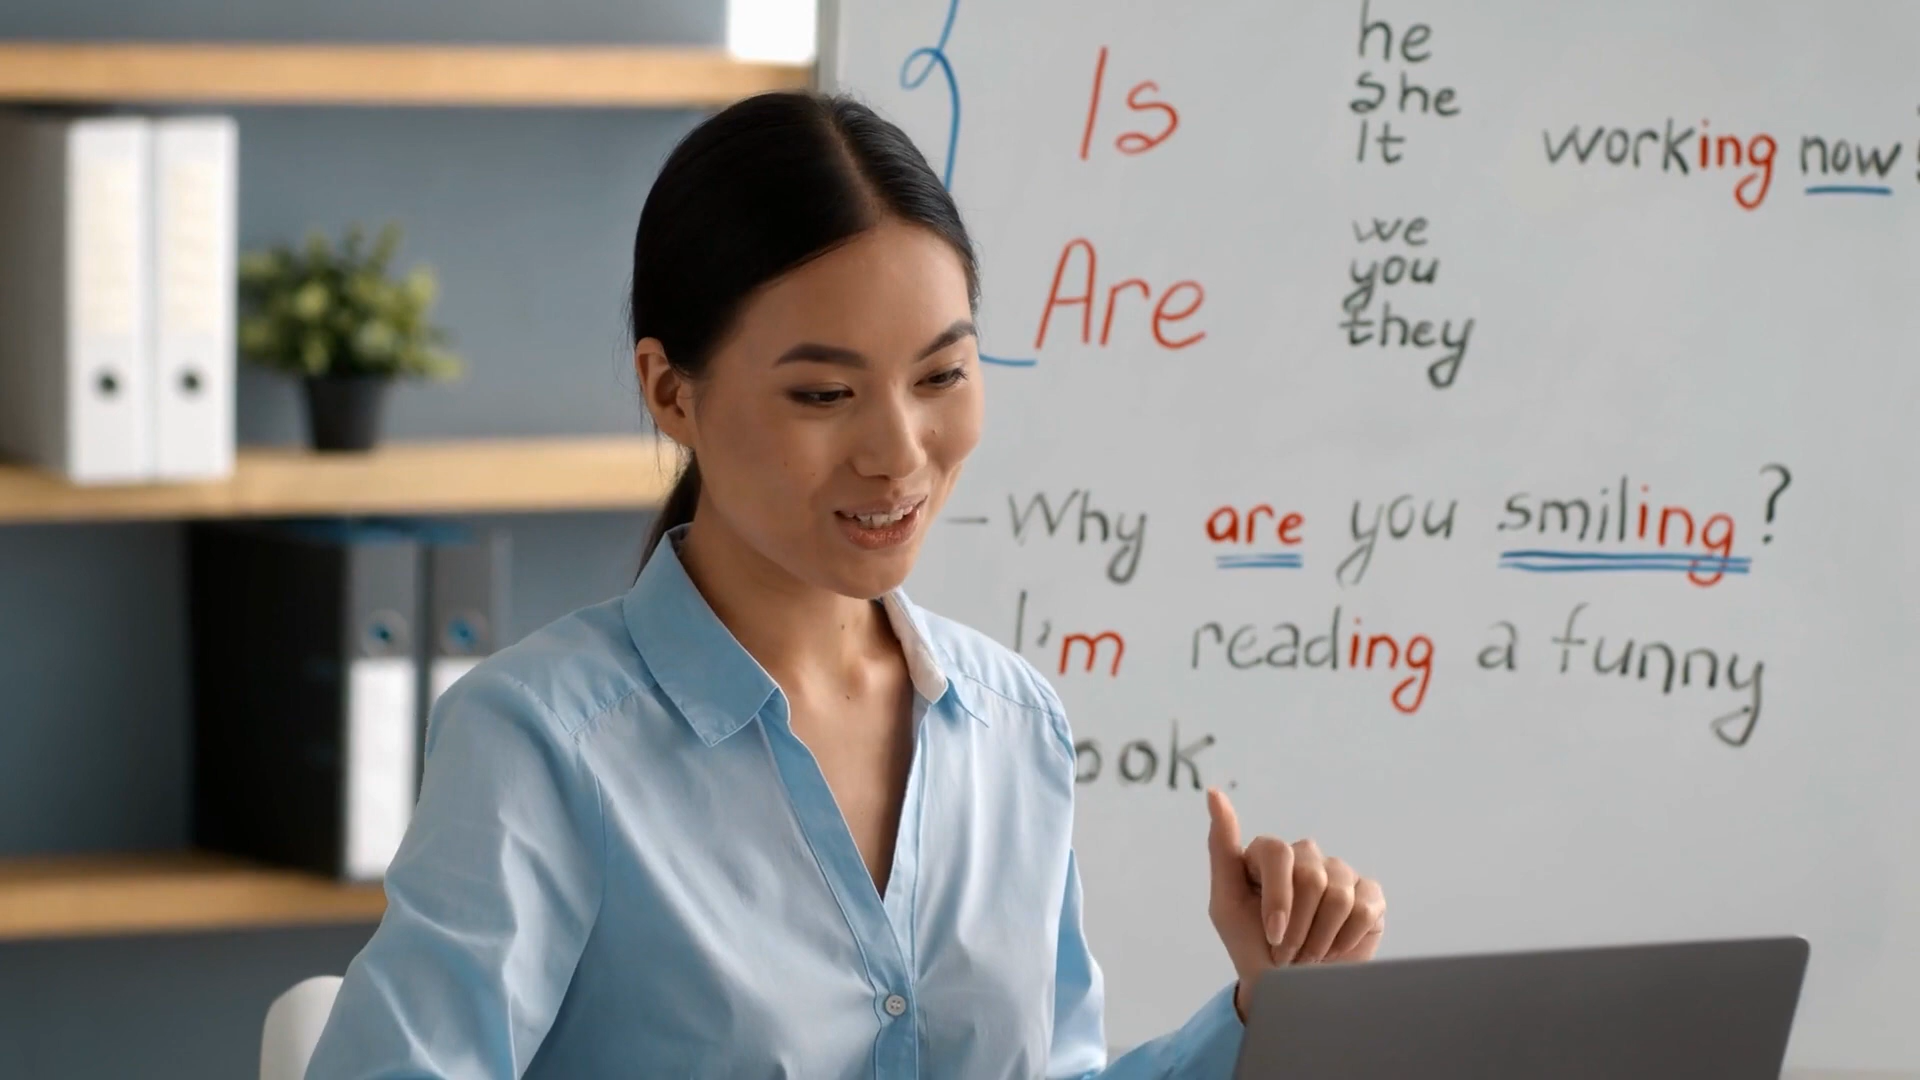 Is he
she
It
working now
Are we
you
they
– Why are you smiling?
I'm reading a funny
ook.